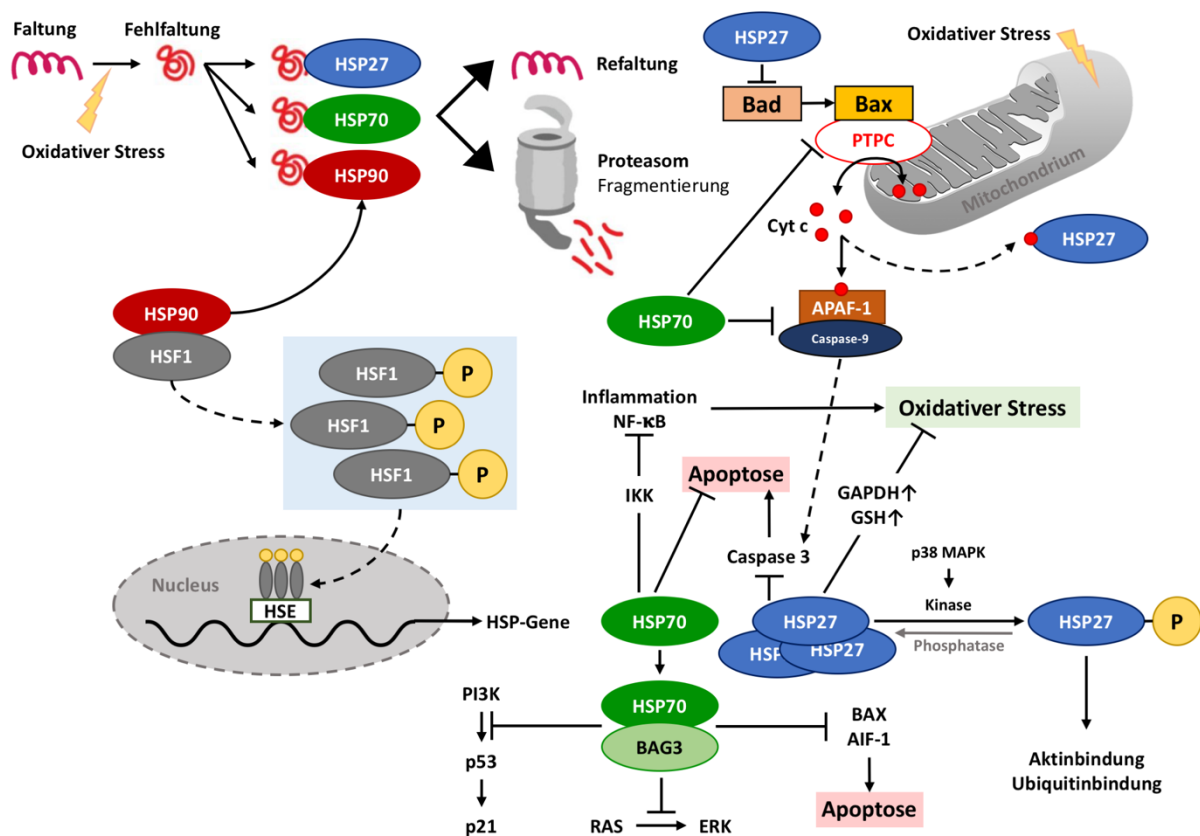 Faltung
Fehlfaltung
HSP27
HSP70
HSP90
Refaltung
Oxidativer Stress
Proteasom
Fragmentierung
HSP90
HSF1
HSF1
P
HSF1
P
HSF1
P
Nucleus
HSE
HSP-Gene
HSP27
Oxidativer Stress
Bad
Bax
PTPC
Mitochondrium
Cyt c
HSP27
HSP70
APAF-1
Caspase-9
Inflammation
NF-κB
Oxidativer Stress
Apoptose
IKK
GAPDH↑
GSH↑
Caspase 3
p38 MAPK
Kinase
Phosphatase
HSP70
HSP27
HSP
HSP27
HSP27
P
PI3K
p53
p21
HSP70
BAG3
RAS
ERK
BAX
AIF-1
Apoptose
Aktinbindung
Ubiquitinbindung